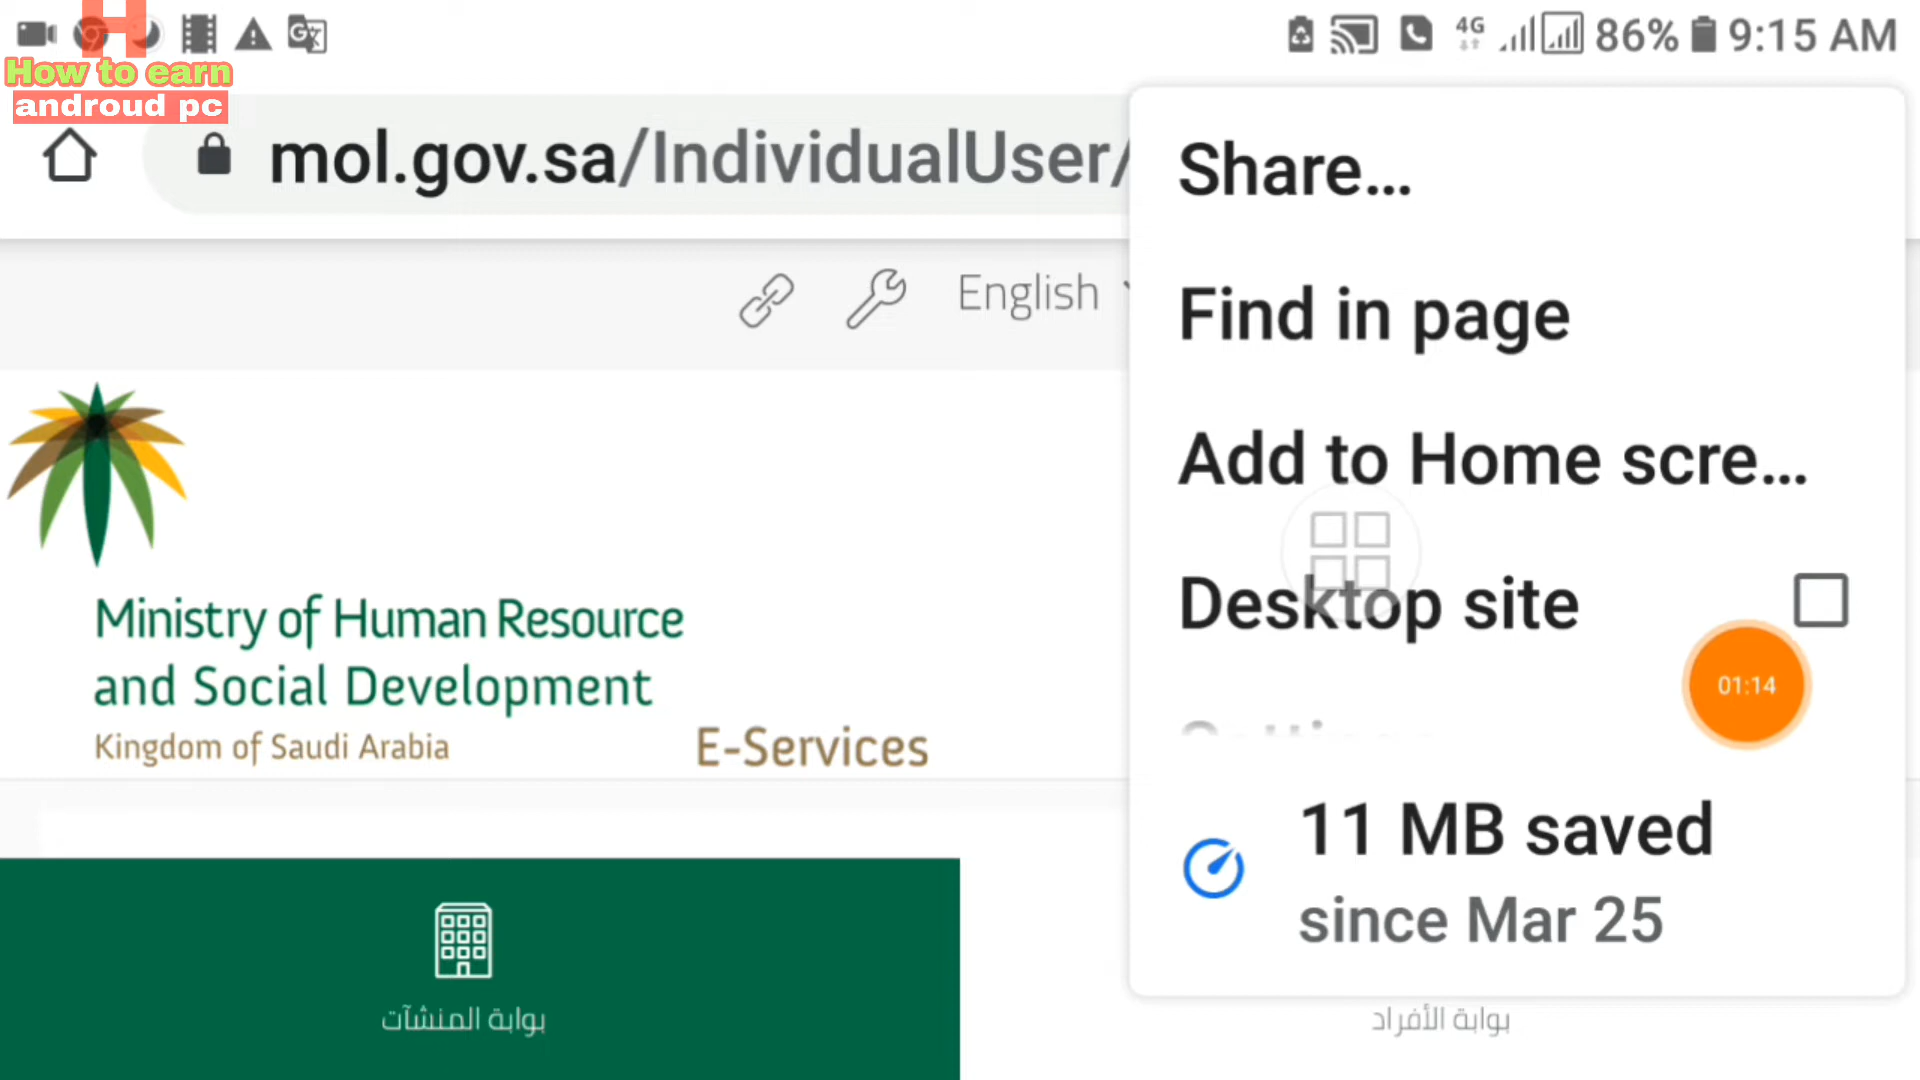 H
How to earn
androud pc
4G
86%
9:15 AM
mol.gov.sa/IndividualUser/
English
Ministry of Human Resource
and Social Development
Kingdom of Saudi Arabia
E-Services
بوابة المنشآت
بوابة الأفراد
Share...
Find in page
Add to Home scre...
Desktop site
01:14
11 MB saved
since Mar 25